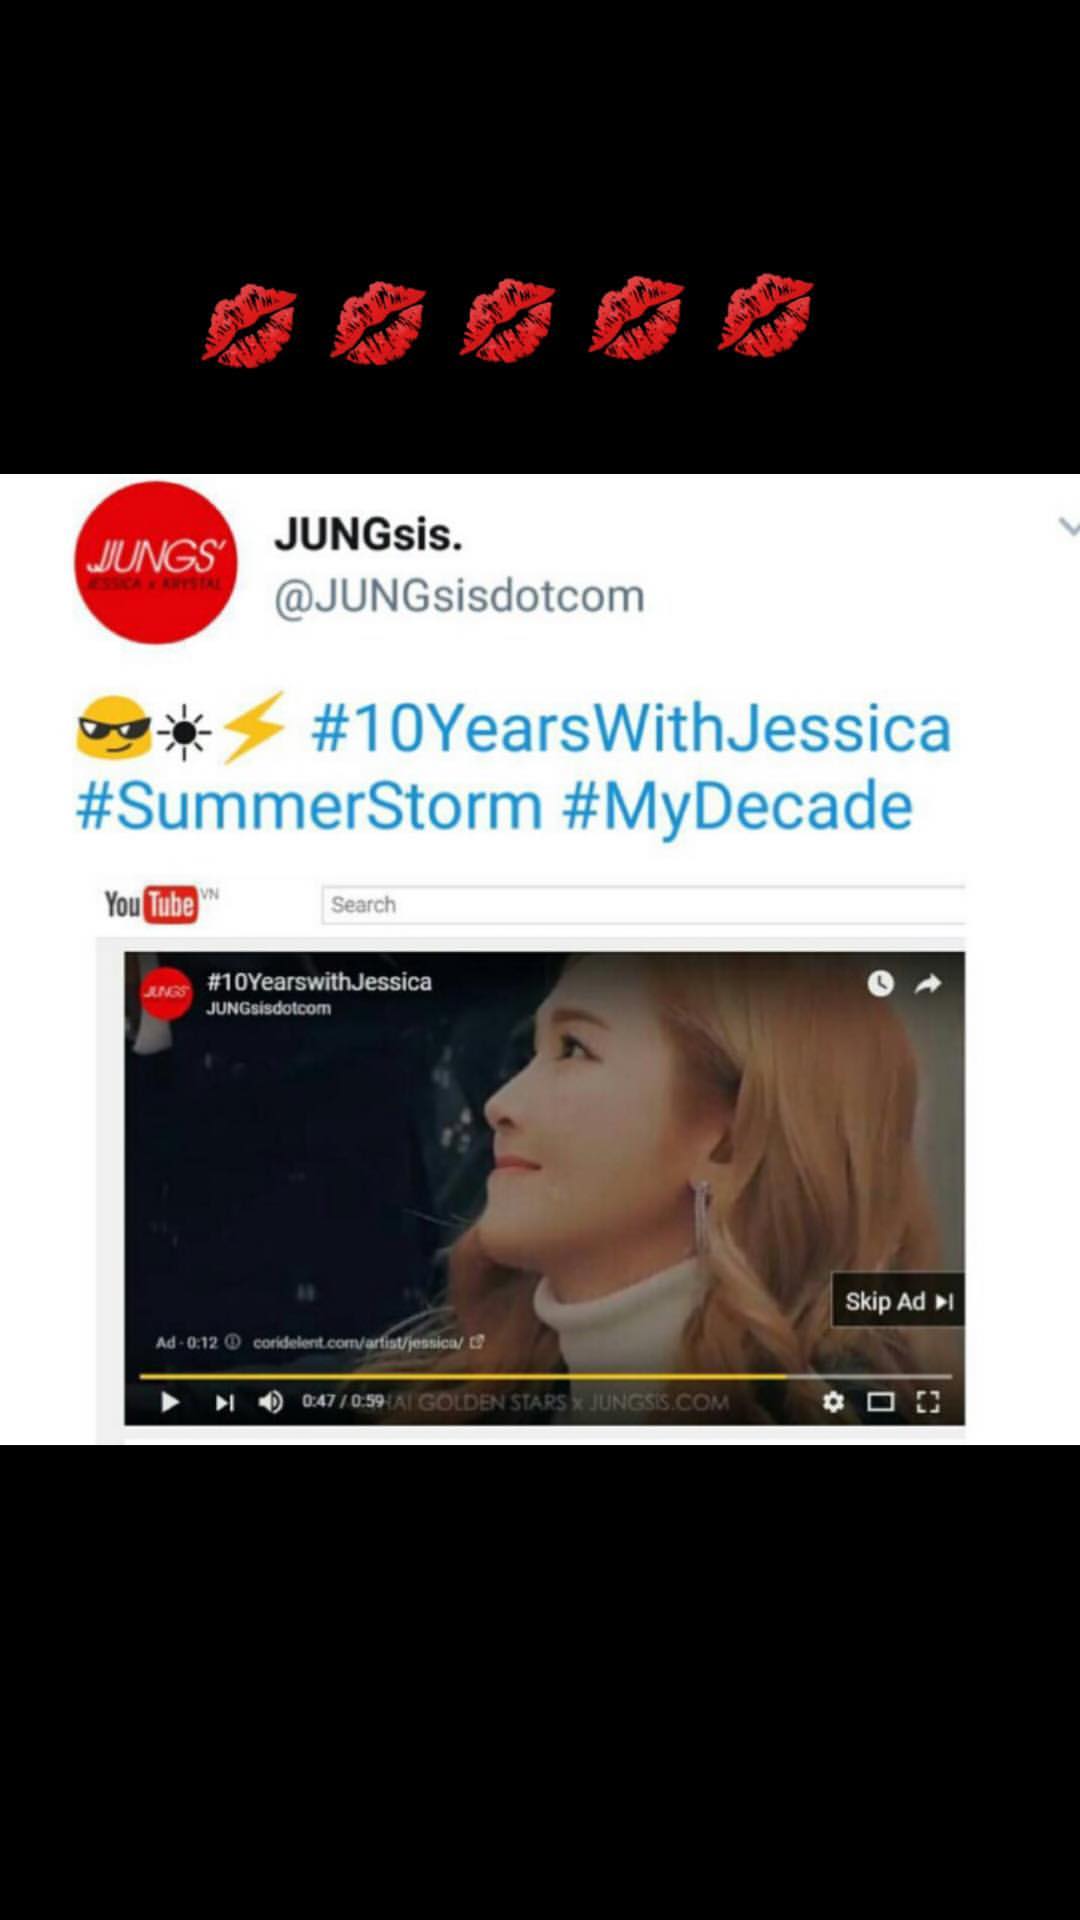 JUNGS'
JESSICA x KRYSTAL
JUNGsis.
@JUNGsisdotcom
😎☀⚡ #10YearsWithJessica
#SummerStorm #MyDecade
YouTube VN
Search
JUNGS'
#10YearswithJessica
JUNGsisdotcom
Skip Ad
Ad · 0:12 ⓘ coridelent.com/artist/jessica/
0:47 / 0:59
GOLDEN STARS x JUNGSIS.COM